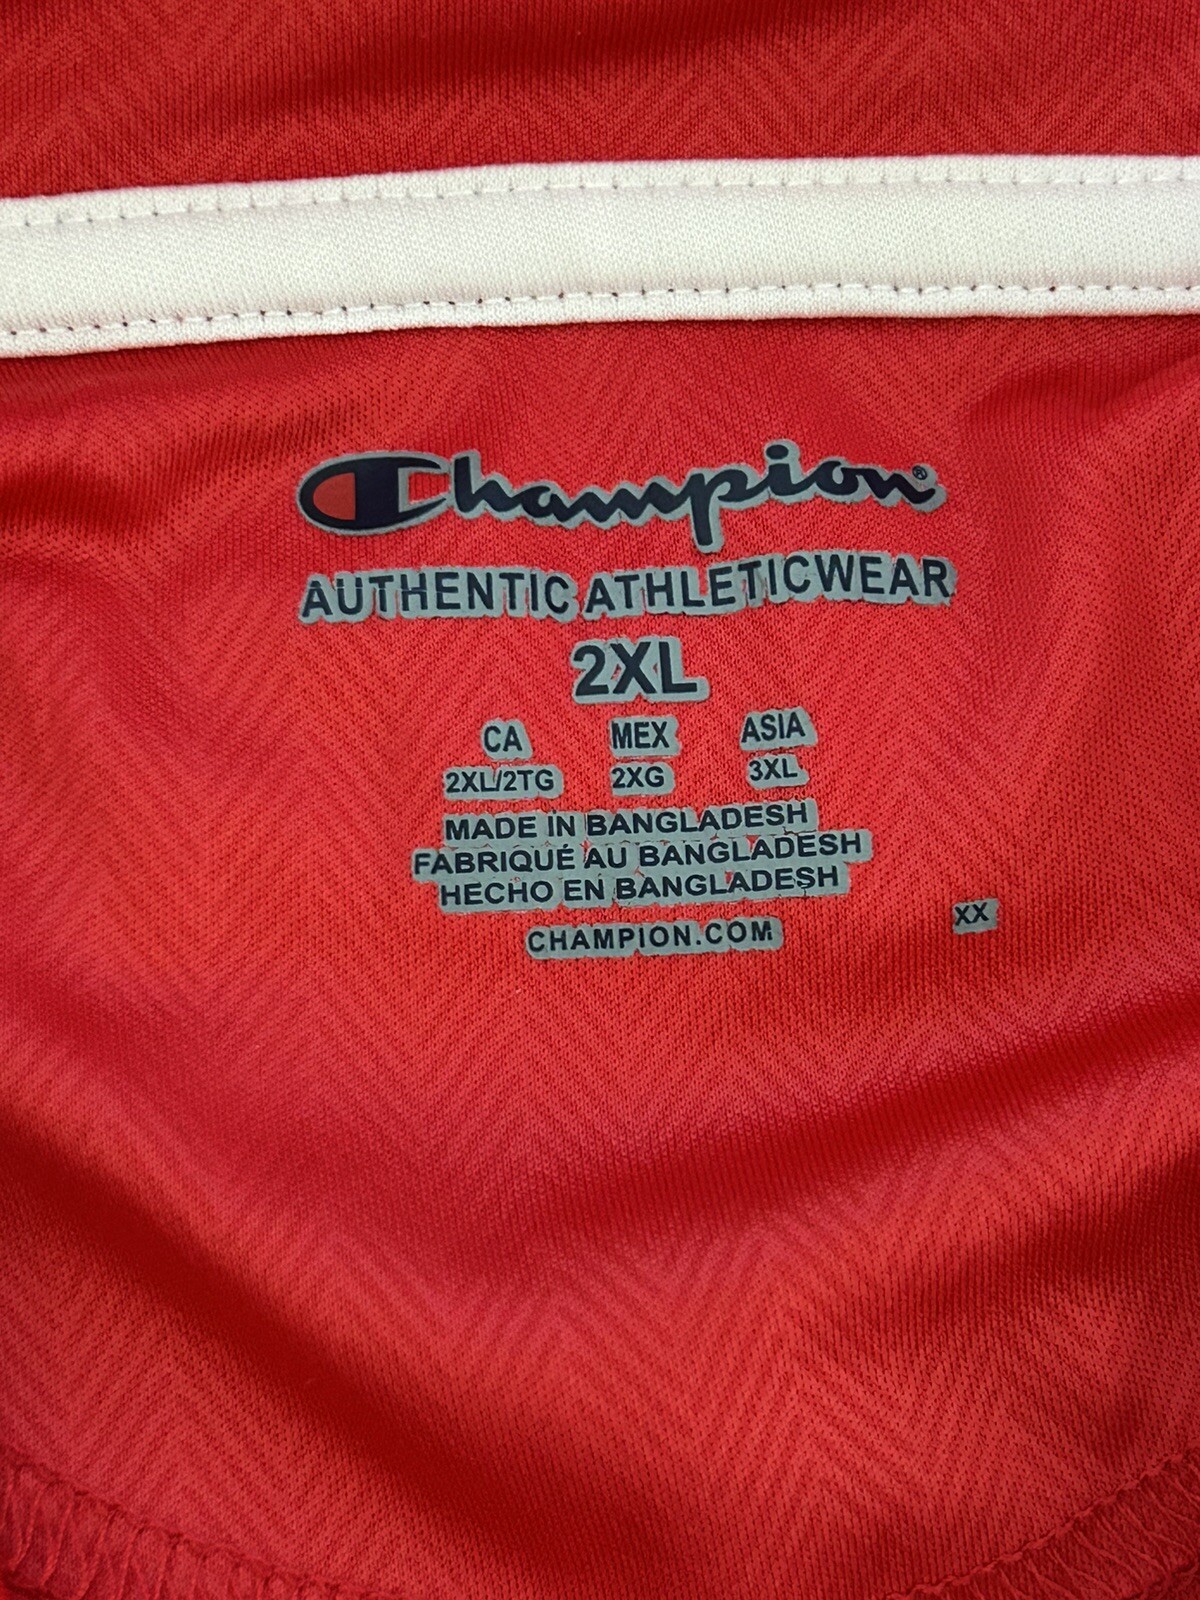 Champion®
AUTHENTIC ATHLETICWEAR
2XL
CA MEX ASIA
2XL/2TG 2XG 3XL
MADE IN BANGLADESH
FABRIQUÉ AU BANGLADESH
HECHO EN BANGLADESH
XX
CHAMPION.COM